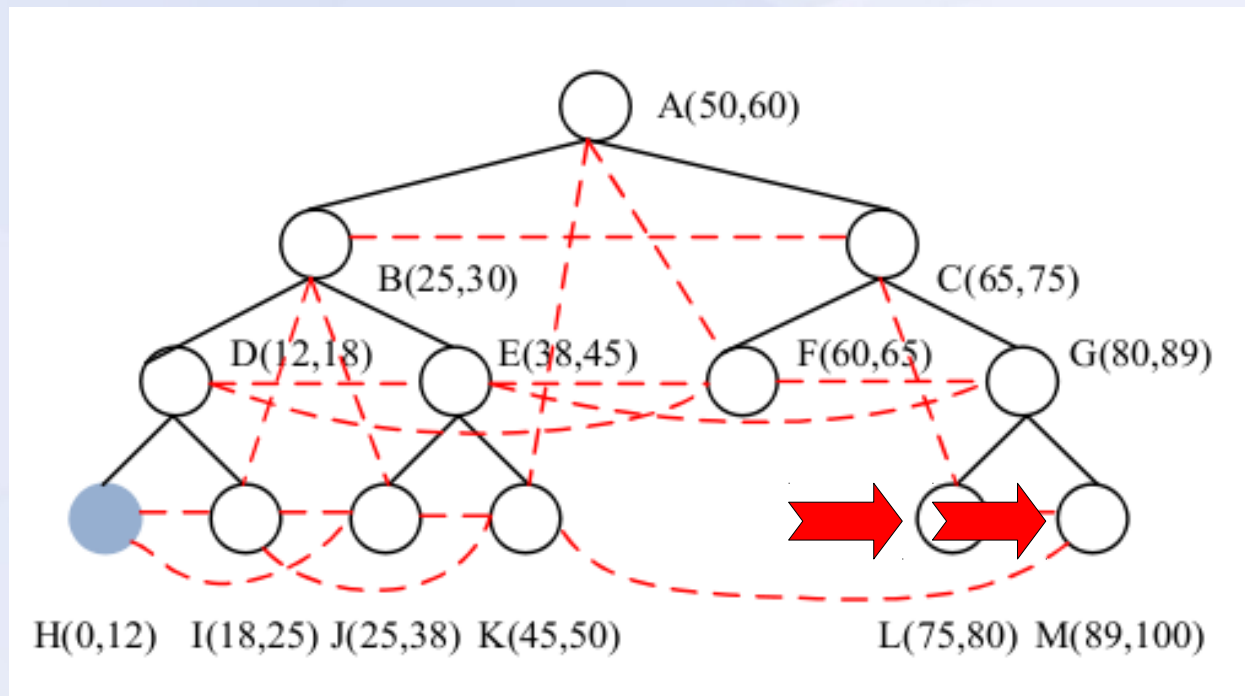 A(50,60)
B(25,30)
C(65,75)
D(12,18)
E(38,45)
F(60,65)
G(80,89)
H(0,12) I(18,25) J(25,38) K(45,50)
L(75,80) M(89,100)